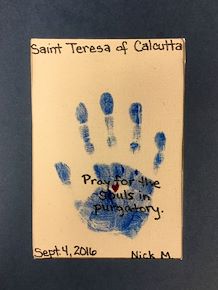 Saint Teresa of Calcutta
Pray for the
Souls in
purgatory.
Sept. 4, 2016 Nick M.